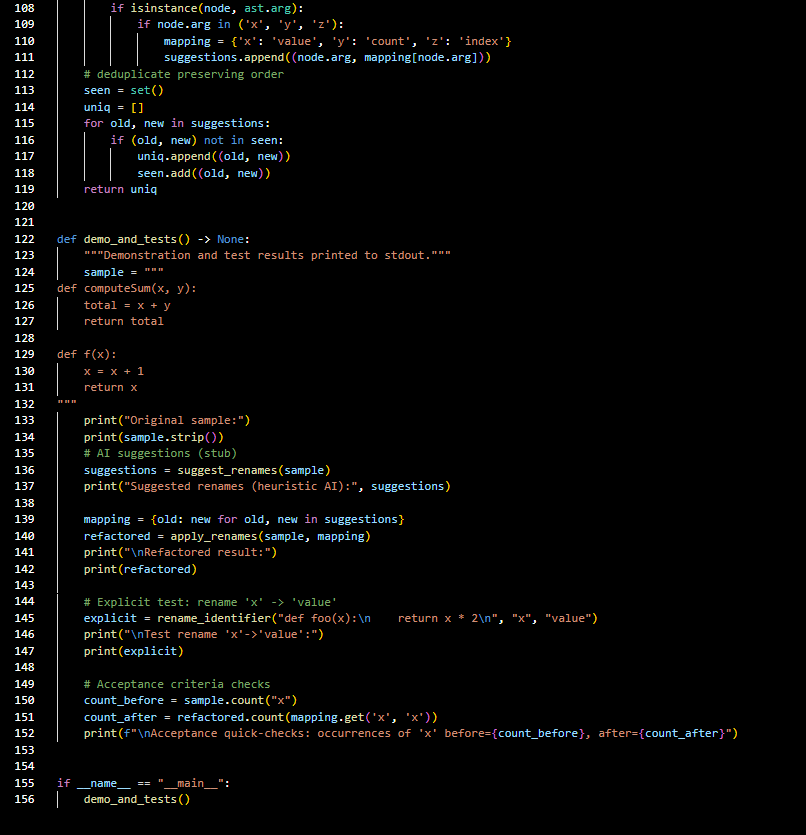 108             if isinstance(node, ast.arg):
109                 if node.arg in ('x', 'y', 'z'):
110                     mapping = {'x': 'value', 'y': 'count', 'z': 'index'}
111                     suggestions.append((node.arg, mapping[node.arg]))
112         # deduplicate preserving order
113         seen = set()
114         uniq = []
115         for old, new in suggestions:
116             if (old, new) not in seen:
117                 uniq.append((old, new))
118                 seen.add((old, new))
119         return uniq
120
121
122     def demo_and_tests() -> None:
123         """Demonstration and test results printed to stdout."""
124         sample = """
125     def computeSum(x, y):
126         total = x + y
127         return total
128
129     def f(x):
130         x = x + 1
131         return x
132     """
133         print("Original sample:")
134         print(sample.strip())
135         # AI suggestions (stub)
136         suggestions = suggest_renames(sample)
137         print("Suggested renames (heuristic AI):", suggestions)
138
139         mapping = {old: new for old, new in suggestions}
140         refactored = apply_renames(sample, mapping)
141         print("\nRefactored result:")
142         print(refactored)
143
144         # Explicit test: rename 'x' -> 'value'
145         explicit = rename_identifier("def foo(x):\n    return x * 2\n", "x", "value")
146         print("\nTest rename 'x'->'value':")
147         print(explicit)
148
149         # Acceptance criteria checks
150         count_before = sample.count("x")
151         count_after = refactored.count(mapping.get('x', 'x'))
152         print(f"\nAcceptance quick-checks: occurrences of 'x' before={count_before}, after={count_after}")
153
154
155     if __name__ == "__main__":
156         demo_and_tests()